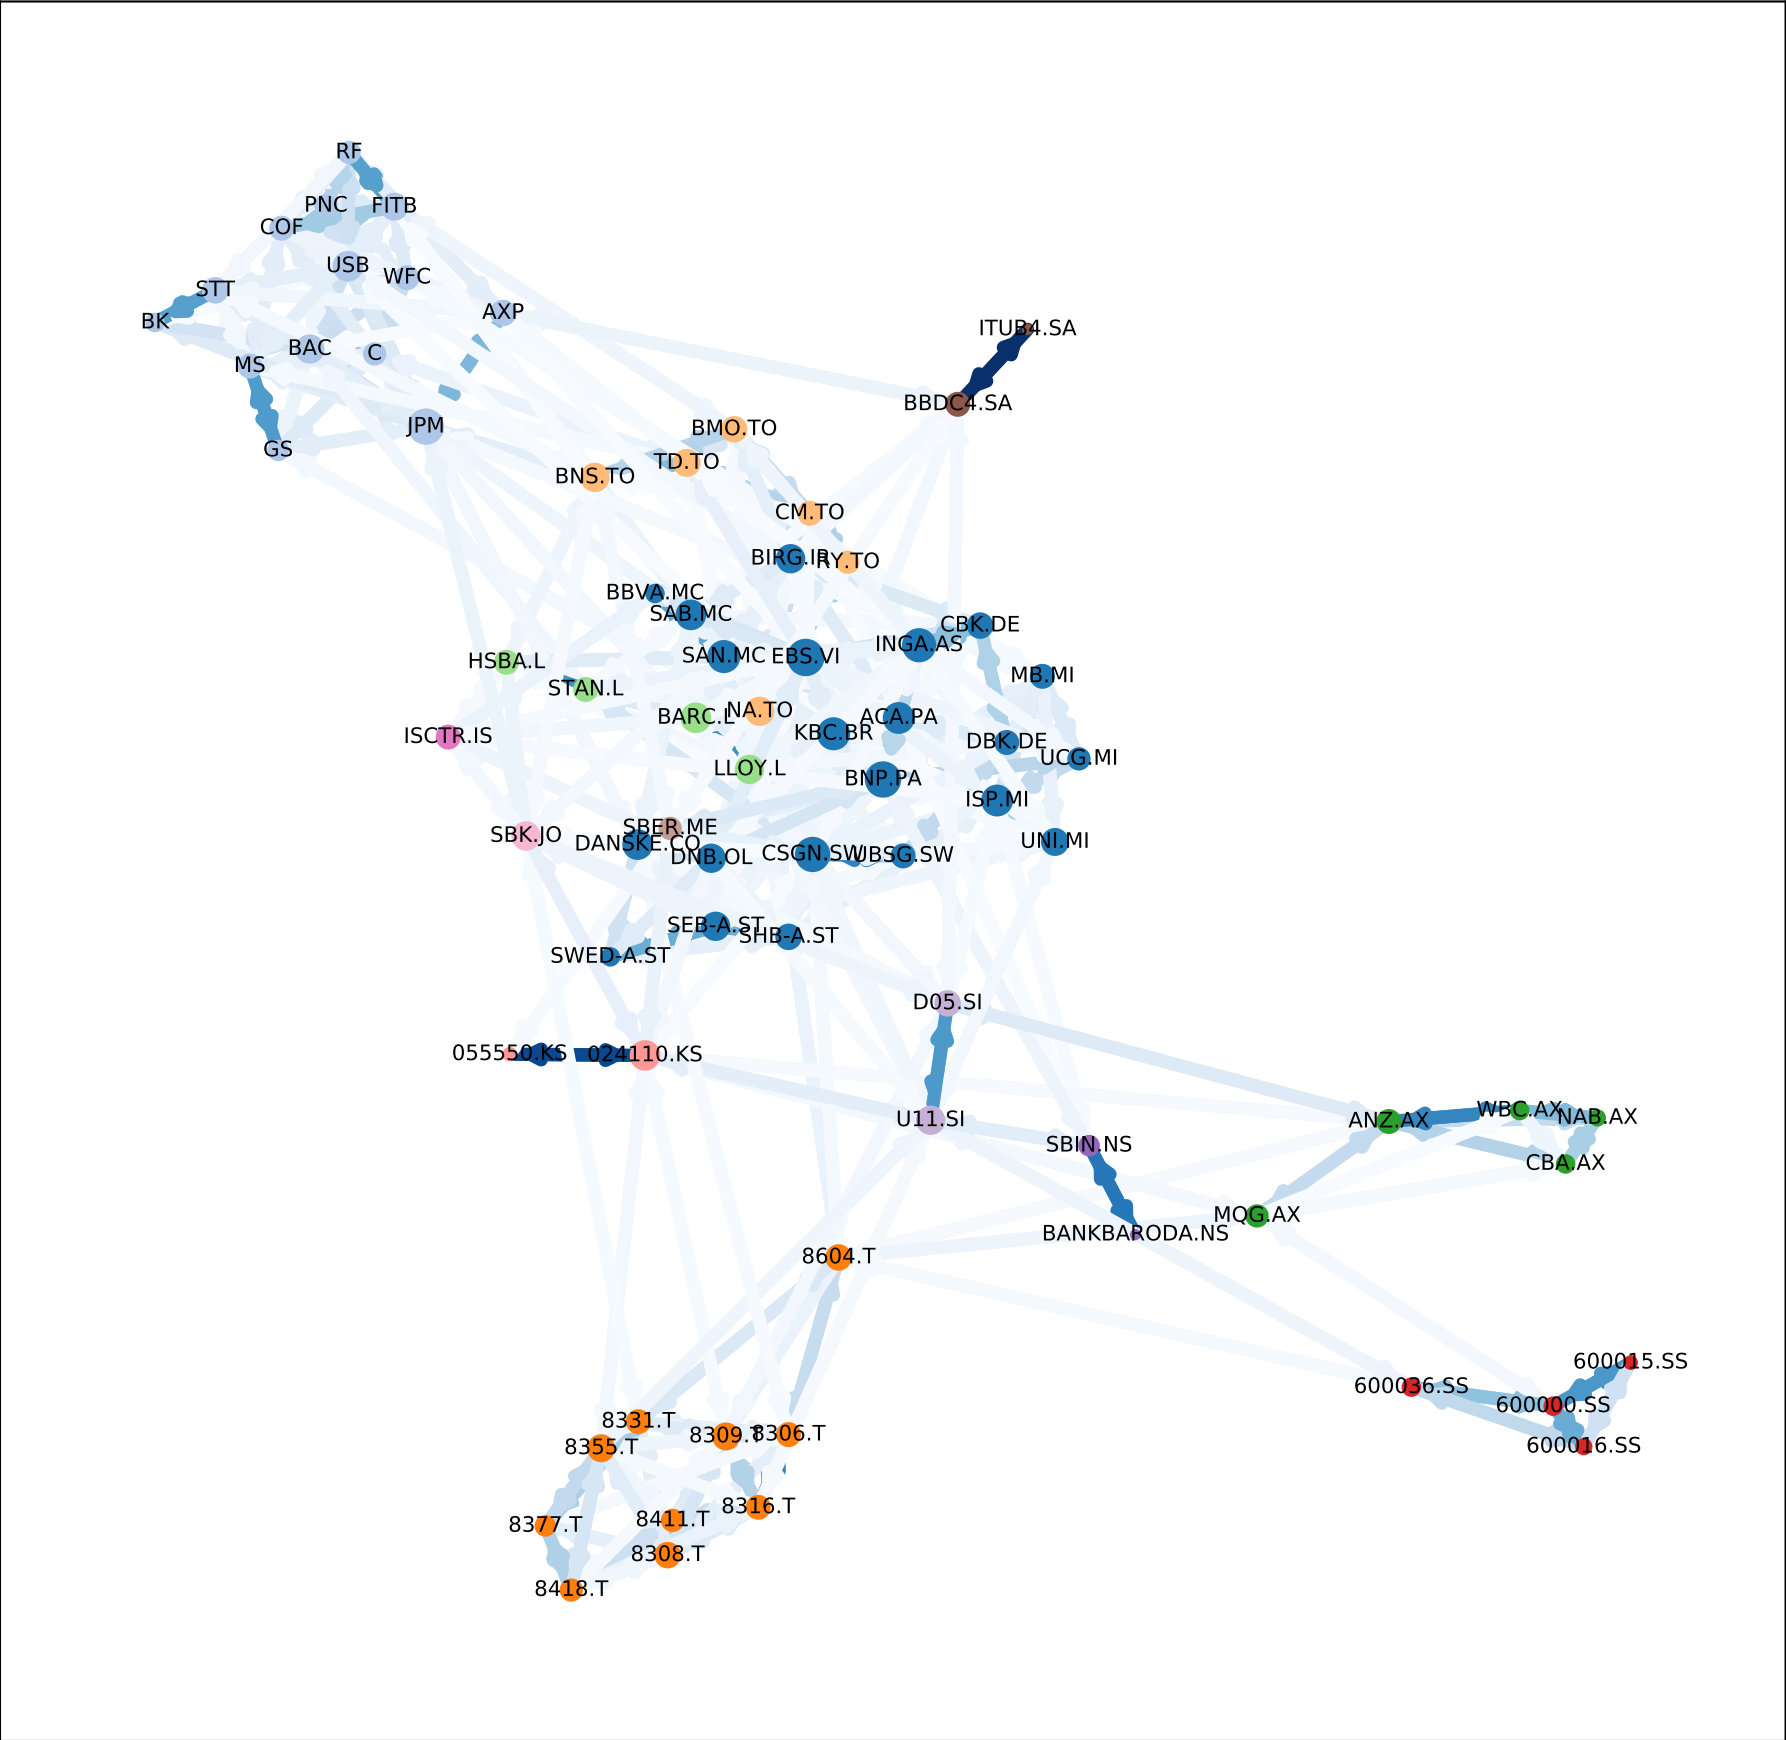 RF
PNC
FITB
COF
USB
WFC
STT
AXP
BK
ITUB4.SA
BAC
C
MS
BBDC4.SA
JPM
BMO.TO
GS
TD.TO
BNS.TO
CM.TO
BIRG.IR
RY.TO
BBVA.MC
SAB.MC
CBK.DE
INGA.AS
SAN.MC
EBS.VI
HSBA.L
MB.MI
STAN.L
NA.TO
BARC.L
ACA.PA
KBC.BR
ISCTR.IS
DBK.DE
UCG.MI
LLOY.L
BNP.PA
ISP.MI
SBER.ME
SBK.JO
DANSKE.CO
UNI.MI
CSGN.SW
UBSG.SW
DNB.OL
SEB-A.ST
SHB-A.ST
SWED-A.ST
D05.SI
055550.KS
024110.KS
WBC.AX
NAB.AX
U11.SI
ANZ.AX
SBIN.NS
CBA.AX
MQG.AX
BANKBARODA.NS
8604.T
600015.SS
600036.SS
600000.SS
8331.T
8309.T
8306.T
8355.T
600016.SS
8316.T
8411.T
8377.T
8308.T
8418.T